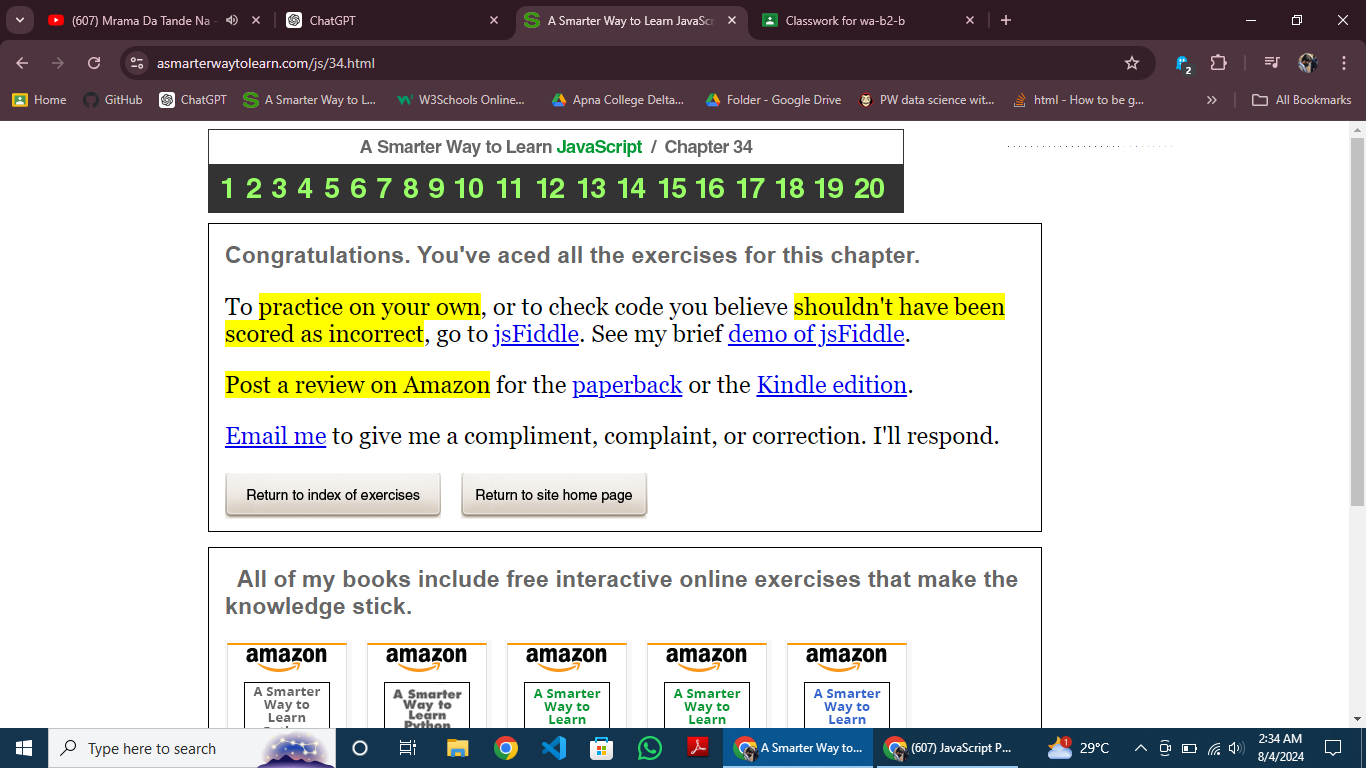 (607) Mrama Da Tande Na -
ChatGPT
A Smarter Way to Learn JavaScr
Classwork for wa-b2-b
asmarterwaytolearn.com/js/34.html
2
Home
GitHub
ChatGPT
A Smarter Way to L...
W3Schools Online...
Apna College Delta...
Folder - Google Drive
PW data science wit...
html - How to be g...
All Bookmarks
A Smarter Way to Learn JavaScript / Chapter 34
1 2 3 4 5 6 7 8 9 10 11 12 13 14 15 16 17 18 19 20
Congratulations. You've aced all the exercises for this chapter.
To practice on your own, or to check code you believe shouldn't have been
scored as incorrect, go to jsFiddle. See my brief demo of jsFiddle.
Post a review on Amazon for the paperback or the Kindle edition.
Email me to give me a compliment, complaint, or correction. I'll respond.
Return to index of exercises
Return to site home page
All of my books include free interactive online exercises that make the
knowledge stick.
amazon amazon amazon amazon amazon
A Smarter A Smarter A Smarter A Smarter A Smarter
Way to Way to Way to Way to Way to
Learn Learn Learn Learn Learn
Python
Type here to search
A Smarter Way to...
(607) JavaScript P...
1
29°C
2:34 AM
8/4/2024